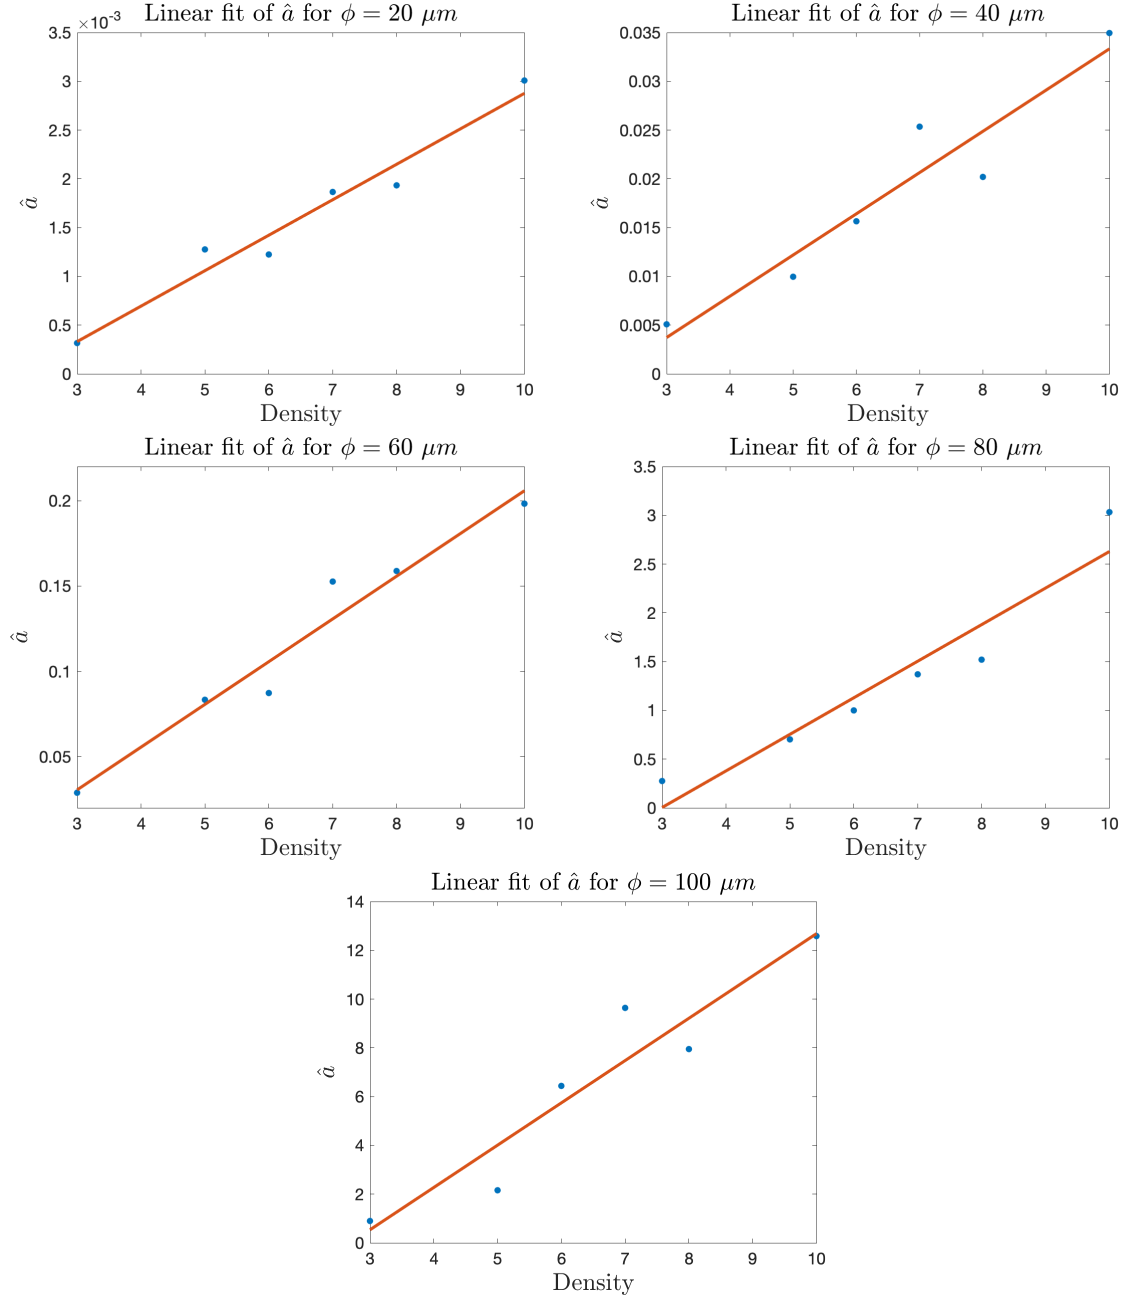 Linear fit of â for ϕ = 20 μm
×10⁻³
3.5
3
2.5
2
1.5
1
0.5
0
â
3 4 5 6 7 8 9 10
Density
Linear fit of â for ϕ = 40 μm
0.035
0.03
0.025
0.02
0.015
0.01
0.005
0
â
3 4 5 6 7 8 9 10
Density
Linear fit of â for ϕ = 60 μm
0.2
0.15
0.1
0.05
â
3 4 5 6 7 8 9 10
Density
Linear fit of â for ϕ = 80 μm
3.5
3
2.5
2
1.5
1
0.5
0
â
3 4 5 6 7 8 9 10
Density
Linear fit of â for ϕ = 100 μm
14
12
10
8
6
4
2
0
â
3 4 5 6 7 8 9 10
Density